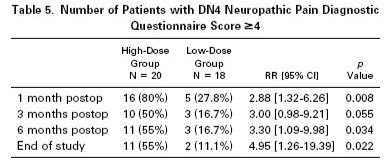 Table 5. Number of Patients with DN4 Neuropathic Pain Diagnostic
Questionnaire Score ≥4
High-Dose Group N = 20 Low-Dose Group N = 18 RR [95% CI] p Value
1 month postop 16 (80%) 5 (27.8%) 2.88 [1.32-6.26] 0.008
3 months postop 10 (50%) 3 (16.7%) 3.00 [0.98-9.21] 0.055
6 months postop 11 (55%) 3 (16.7%) 3.30 [1.09-9.98] 0.034
End of study 11 (55%) 2 (11.1%) 4.95 [1.26-19.39] 0.022